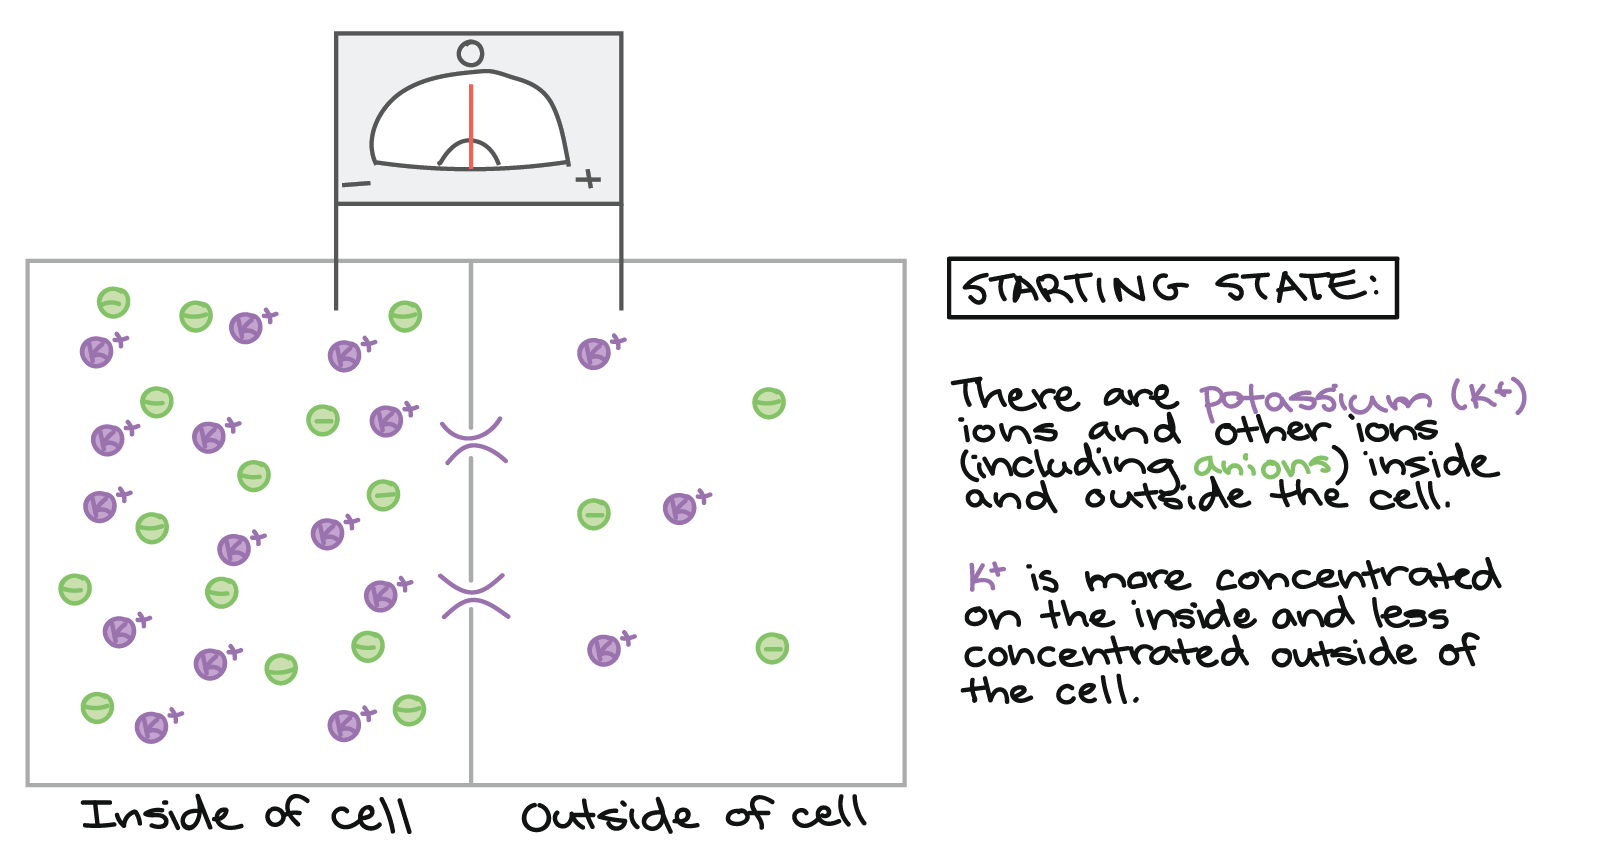 0
− +
STARTING STATE:
There are potassium (K+)
ions and other ions
(including anions) inside
and outside the cell.
K+ is more concentrated
on the inside and less
concentrated outside of
the cell.
K+ K+ K+ K+ K+ K+ K+ K+ K+ K+ K+ K+ K+ K+
K+ K+ K+
Inside of cell
Outside of cell